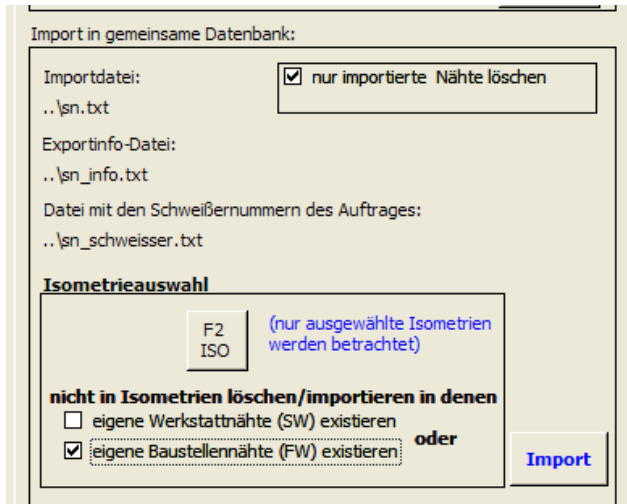 Import in gemeinsame Datenbank:
Importdatei:
nur importierte Nähte löschen
..\sn.txt
Exportinfo-Datei:
..\sn_info.txt
Datei mit den Schweißernummern des Auftrages:
..\sn_schweisser.txt
Isometrieauswahl
F2
ISO
(nur ausgewählte Isometrien
werden betrachtet)
nicht in Isometrien löschen/importieren in denen
eigene Werkstattnähte (SW) existieren
oder
eigene Baustellennähte (FW) existieren
Import